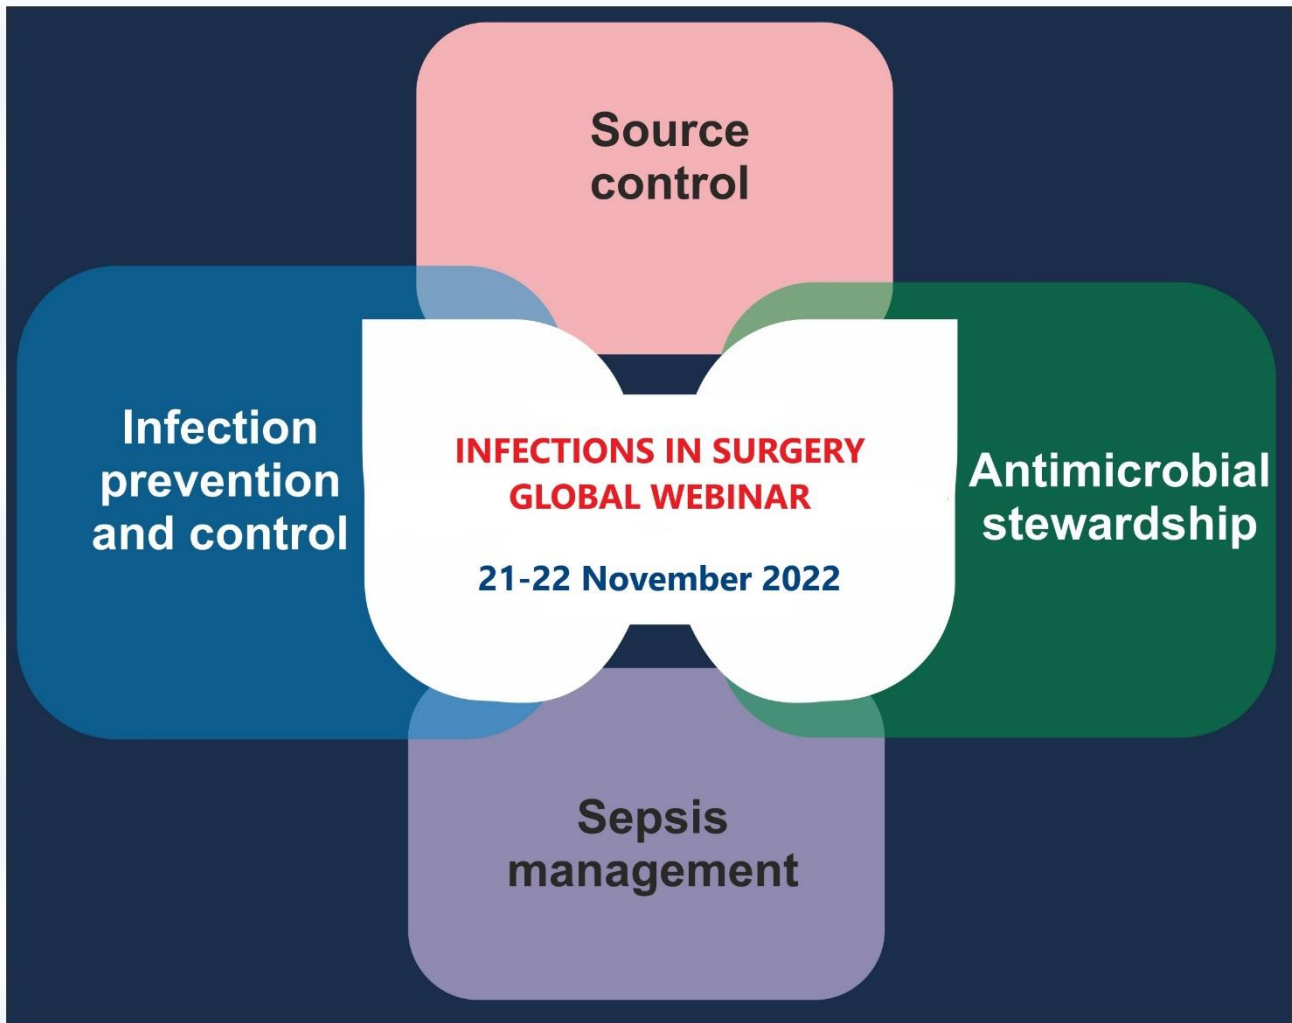 Source
control
Infection
prevention
and control
INFECTIONS IN SURGERY
GLOBAL WEBINAR
21-22 November 2022
Antimicrobial
stewardship
Sepsis
management